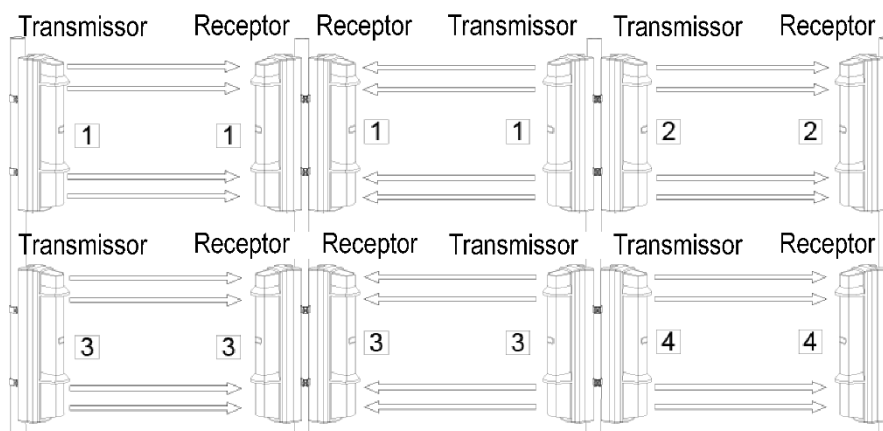 Transmissor Receptor Receptor Transmissor Transmissor Receptor
1 1 1 1 2 2
Transmissor Receptor Receptor Transmissor Transmissor Receptor
3 3 3 3 4 4